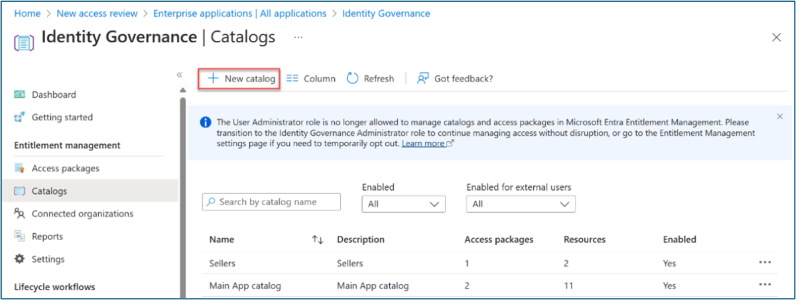 Home > New access review > Enterprise applications | All applications > Identity Governance
Identity Governance | Catalogs ...
Dashboard
Getting started
Entitlement management
Access packages
Catalogs
Connected organizations
Reports
Settings
Lifecycle workflows
New catalog Column Refresh Got feedback?
The User Administrator role is no longer allowed to manage catalogs and access packages in Microsoft Entra Entitlement Management. Please
transition to the Identity Governance Administrator role to continue managing access without disruption, or go to the Entitlement Management
settings page if you need to temporarily opt out. Learn more
Enabled Enabled for external users
Search by catalog name All All
Name Description Access packages Resources Enabled
Sellers Sellers 1 2 Yes ...
Main App catalog Main App catalog 2 11 Yes ...